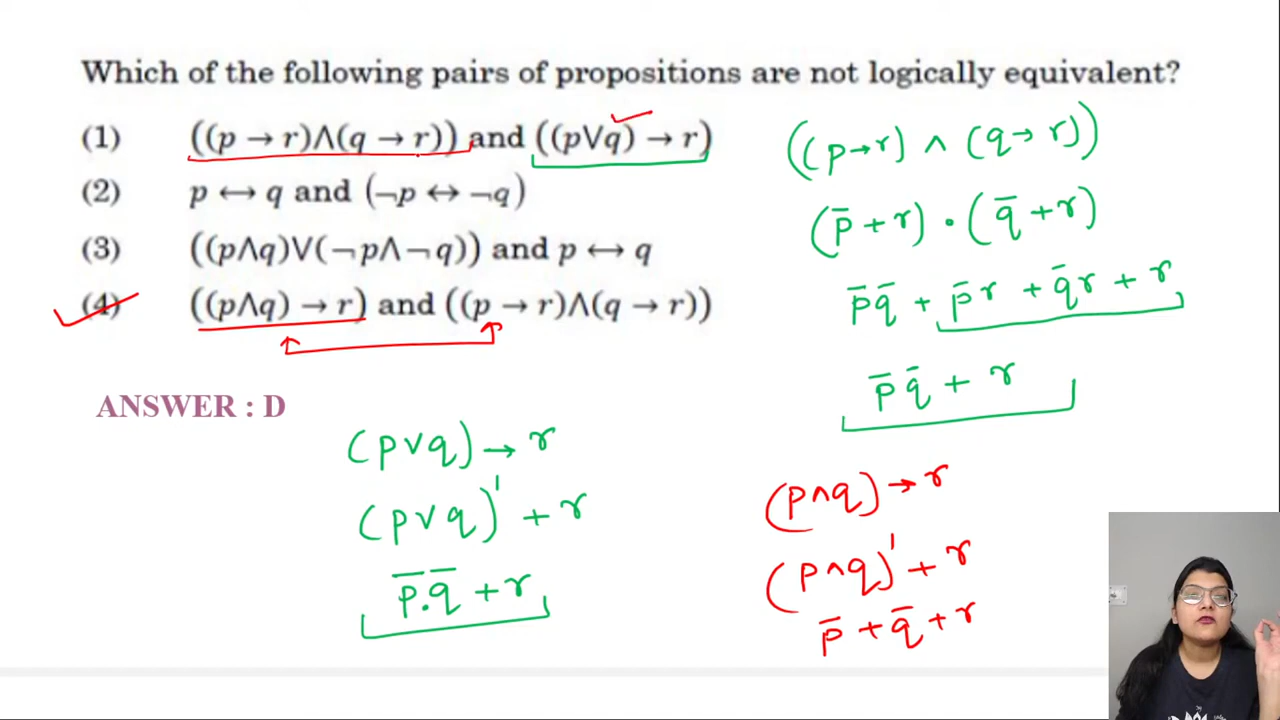 Which of the following pairs of propositions are not logically equivalent?
(1) ((p → r)⋀(q → r)) and ((p⋁q) → r)
(2) p ↔ q and (¬p ↔ ¬q)
(3) ((p⋀q)⋁(¬p⋀¬q)) and p ↔ q
(4) ((p⋀q) → r) and ((p → r)⋀(q → r))
ANSWER : D
((p→r) ∧ (q→r))
(p̅+r) • (q̅+r)
p̅q̅ + p̅r + q̅r + r
p̅q̅ + r
(p∨q) → r
(p∨q)' + r
p̅.q̅ + r
(p∧q) → r
(p∧q)' + r
p̅ + q̅ + r